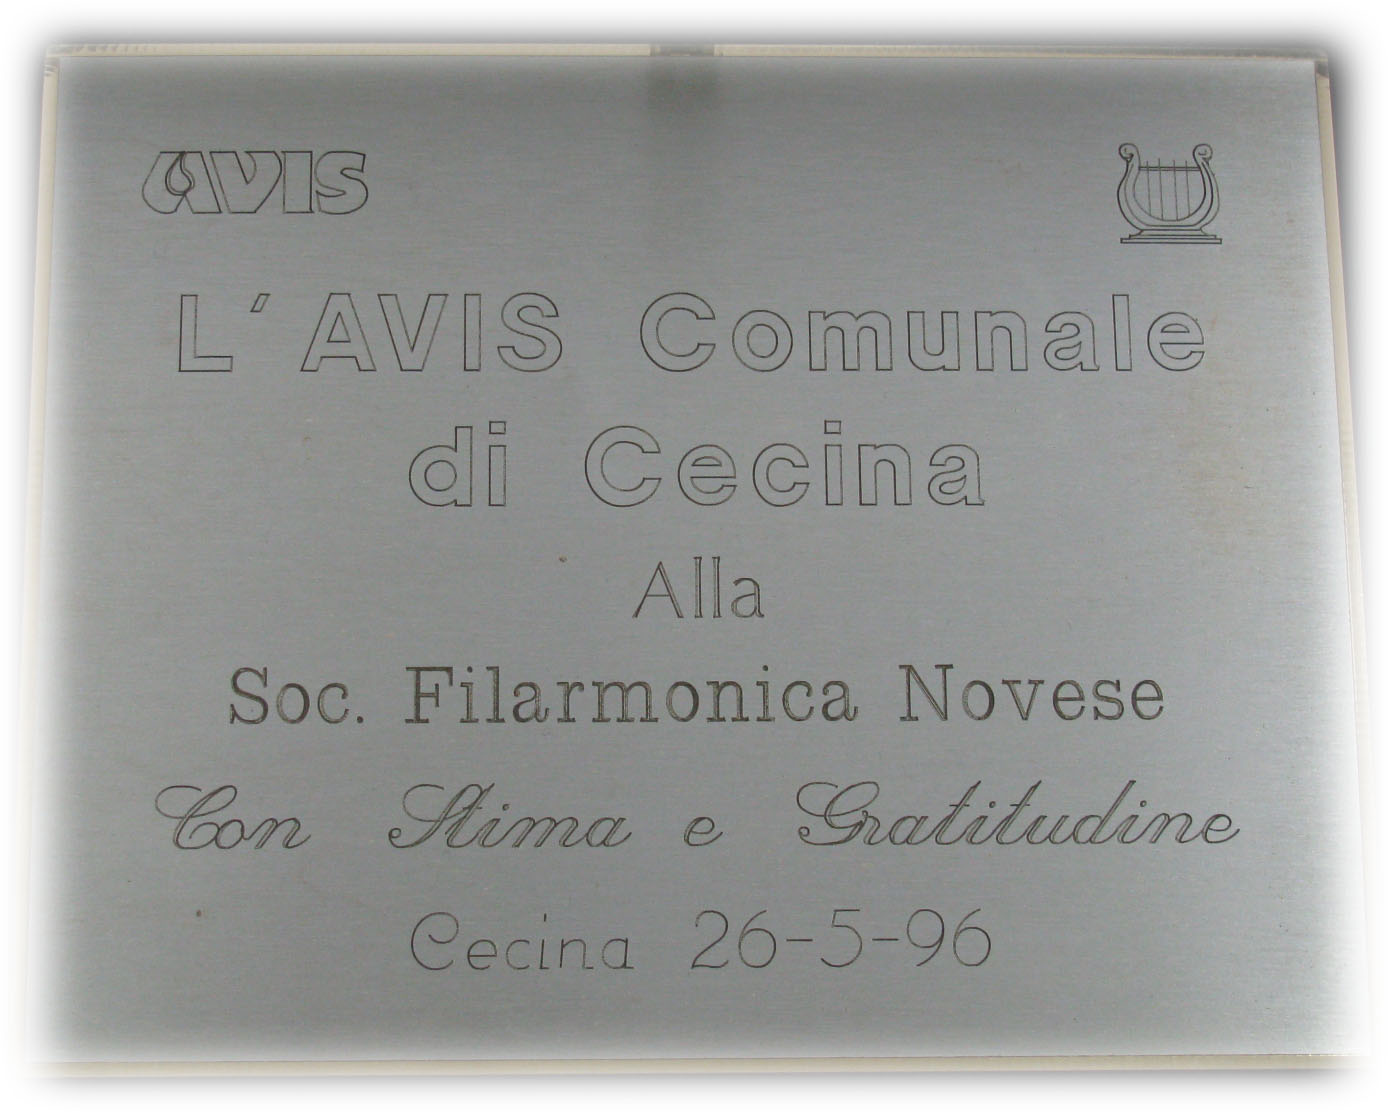 AVIS
L'AVIS Comunale
di Cecina
Alla
Soc. Filarmonica Novese
Con Stima e Gratitudine
Cecina 26-5-96